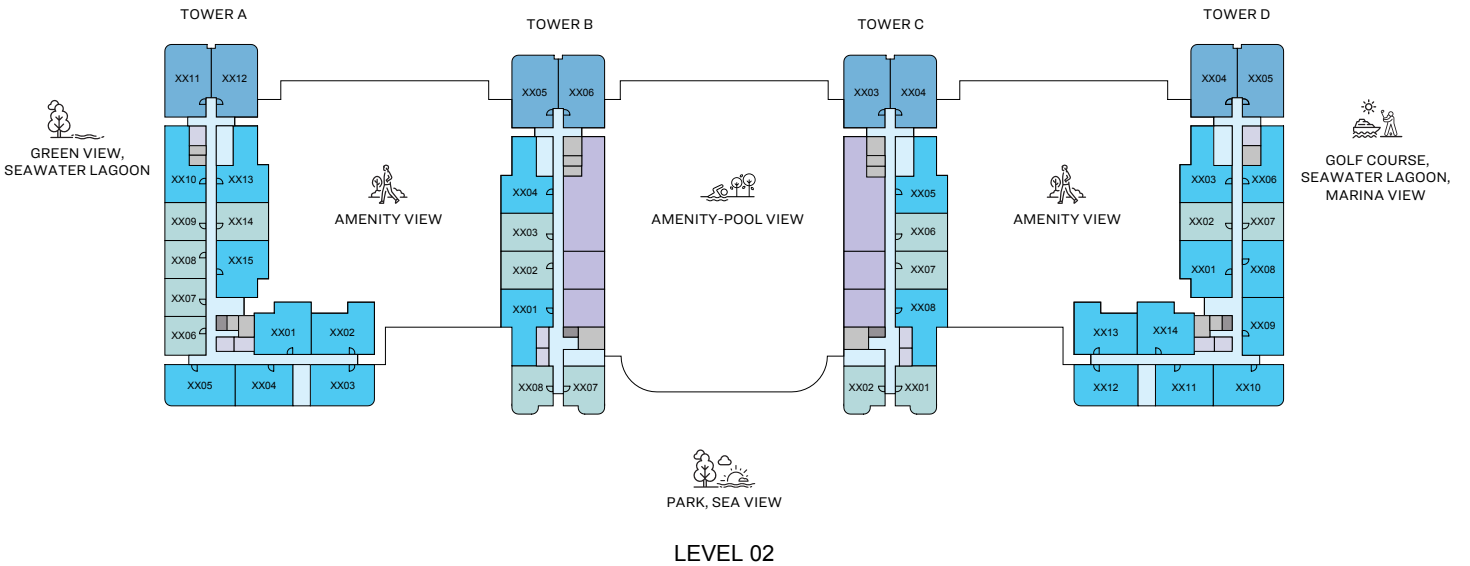 TOWER A
TOWER B
TOWER C
TOWER D
XX11 XX12
XX05 XX06
XX03 XX04
XX04 XX05
GREEN VIEW,
SEAWATER LAGOON
XX10 XX13
XX09 XX14
XX08 XX15
XX07
XX06
XX01 XX02
XX05 XX04 XX03
AMENITY VIEW
XX04
XX03
XX02
XX01
XX08 XX07
AMENITY-POOL VIEW
XX05
XX06
XX07
XX08
XX02 XX01
AMENITY VIEW
XX03 XX06
XX02 XX07
XX01 XX08
XX09
XX13 XX14
XX12 XX11 XX10
GOLF COURSE,
SEAWATER LAGOON,
MARINA VIEW
PARK, SEA VIEW
LEVEL 02